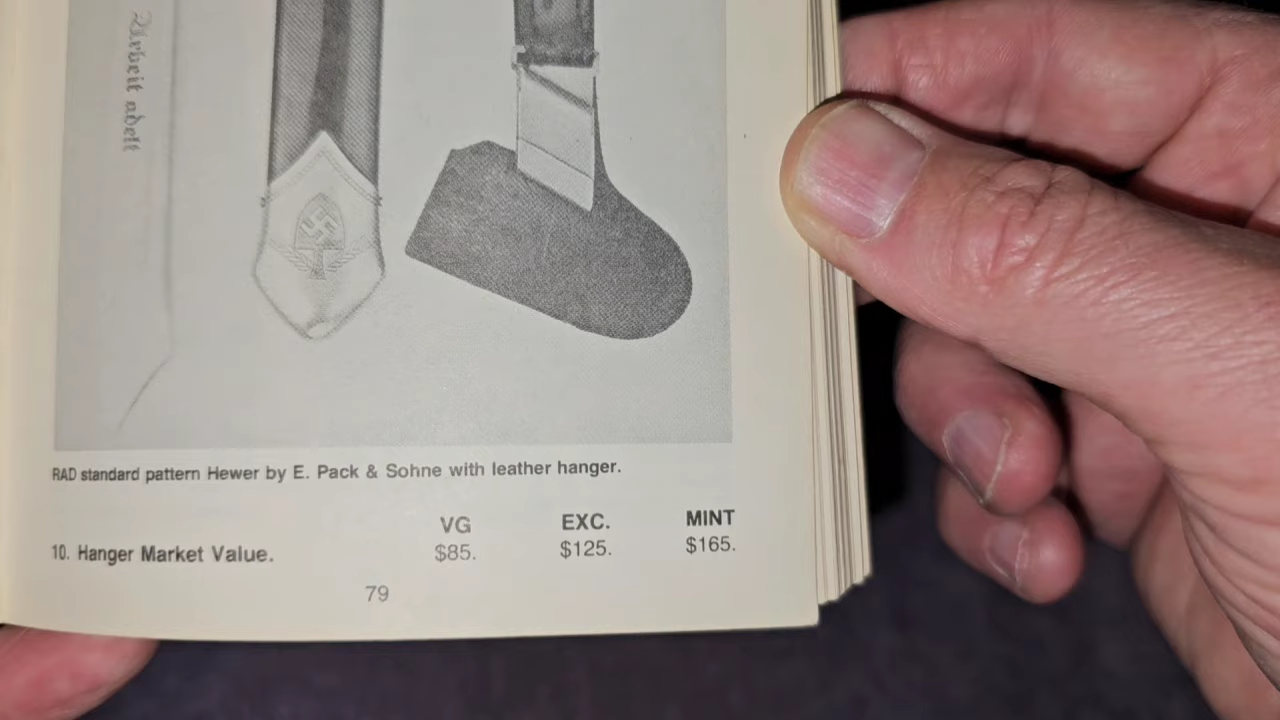 Arbeit adelt
RAD standard pattern Hewer by E. Pack & Sohne with leather hanger.
VG EXC. MINT
10. Hanger Market Value. $85. $125. $165.
79